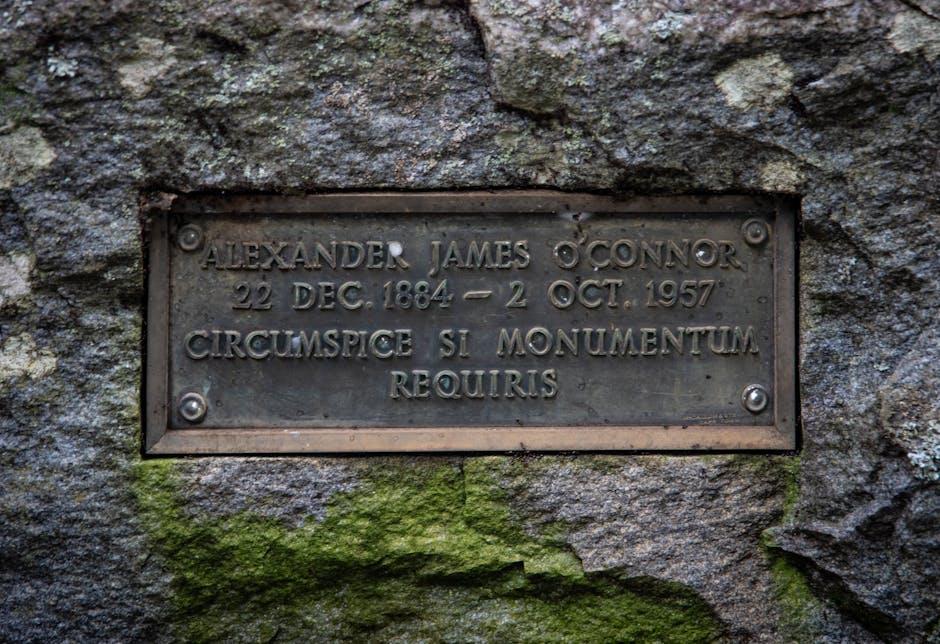 ALEXANDER JAMES O'CONNOR
22 DEC. 1884 – 2 OCT. 1957
CIRCUMSPICE SI MONUMENTUM
REQUIRIS